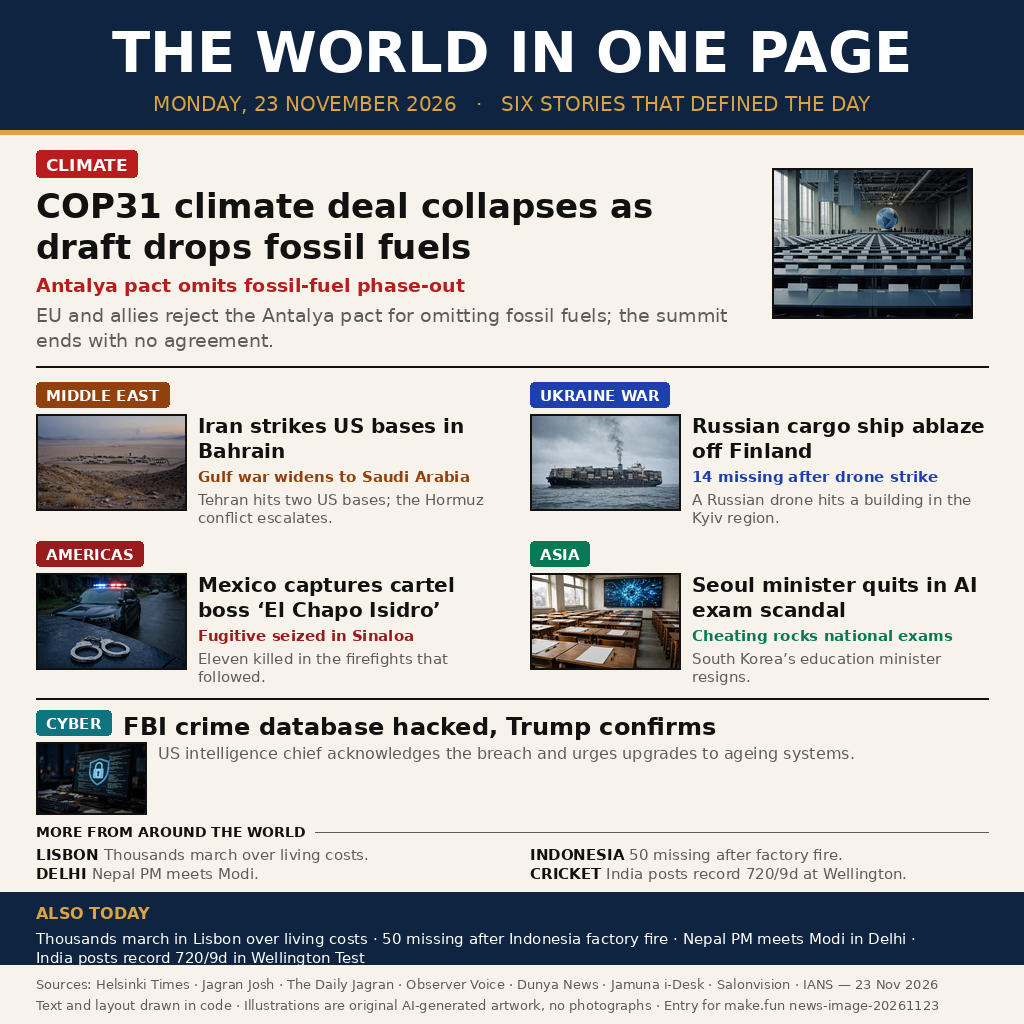 THE WORLD IN ONE PAGE
MONDAY, 23 NOVEMBER 2026 · SIX STORIES THAT DEFINED THE DAY
CLIMATE
COP31 climate deal collapses as
draft drops fossil fuels
Antalya pact omits fossil-fuel phase-out
EU and allies reject the Antalya pact for omitting fossil fuels; the summit
ends with no agreement.
MIDDLE EAST
Iran strikes US bases in
Bahrain
Gulf war widens to Saudi Arabia
Tehran hits two US bases; the Hormuz
conflict escalates.
UKRAINE WAR
Russian cargo ship ablaze
off Finland
14 missing after drone strike
A Russian drone hits a building in the
Kyiv region.
AMERICAS
Mexico captures cartel
boss ‘El Chapo Isidro’
Fugitive seized in Sinaloa
Eleven killed in the firefights that
followed.
ASIA
Seoul minister quits in AI
exam scandal
Cheating rocks national exams
South Korea’s education minister
resigns.
CYBER
FBI crime database hacked, Trump confirms
US intelligence chief acknowledges the breach and urges upgrades to ageing systems.
MORE FROM AROUND THE WORLD
LISBON Thousands march over living costs.
INDONESIA 50 missing after factory fire.
DELHI Nepal PM meets Modi.
CRICKET India posts record 720/9d at Wellington.
ALSO TODAY
Thousands march in Lisbon over living costs · 50 missing after Indonesia factory fire · Nepal PM meets Modi in Delhi ·
India posts record 720/9d in Wellington Test
Sources: Helsinki Times · Jagran Josh · The Daily Jagran · Observer Voice · Dunya News · Jamuna i-Desk · Salonvision · IANS — 23 Nov 2026
Text and layout drawn in code · Illustrations are original AI-generated artwork, no photographs · Entry for make.fun news-image-20261123